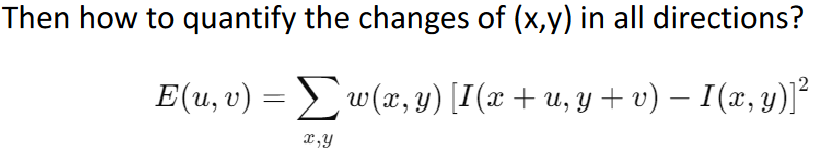 Then how to quantify the changes of (x,y) in all directions?
E(u, v) = ∑ w(x, y) [I(x + u, y + v) − I(x, y)]²
x,y